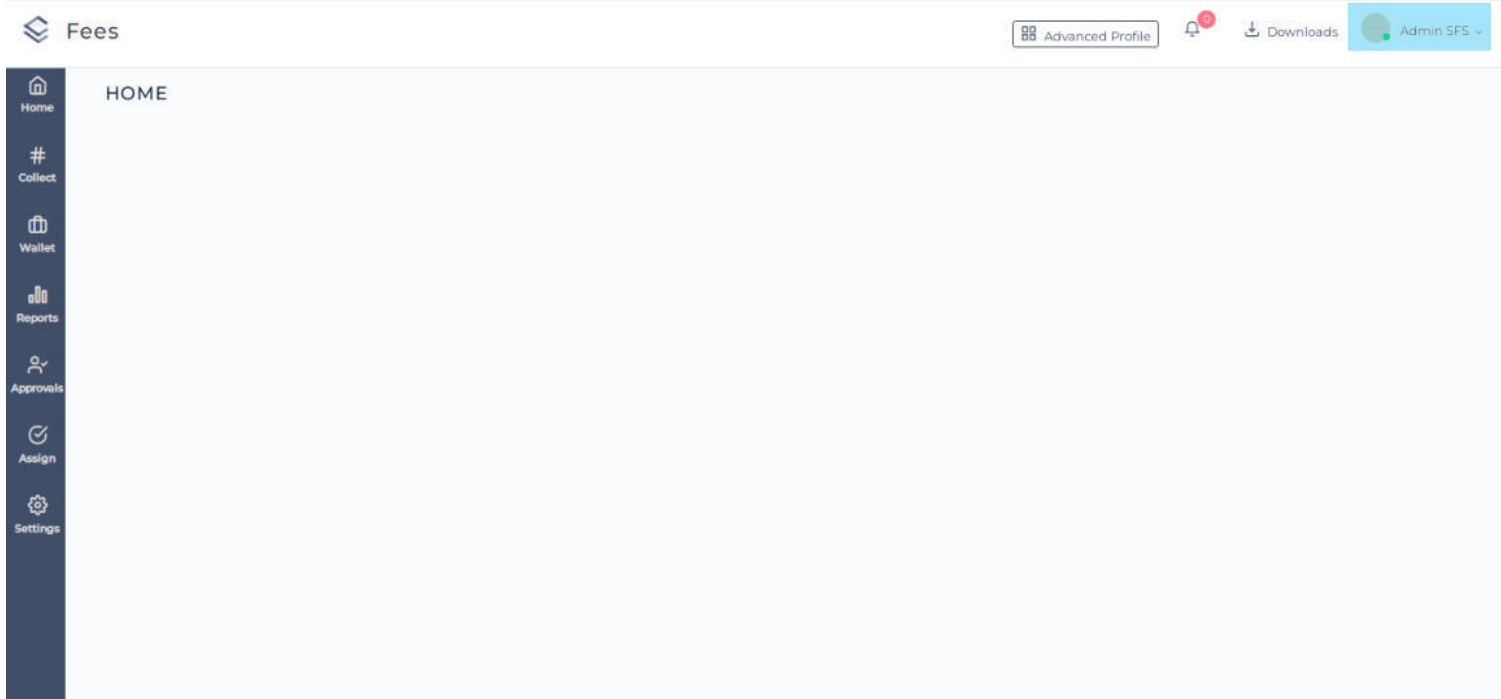 Fees
Advanced Profile
0
Downloads
Admin SFS
Home
HOME
Collect
Wallet
Reports
Approvals
Assign
Settings